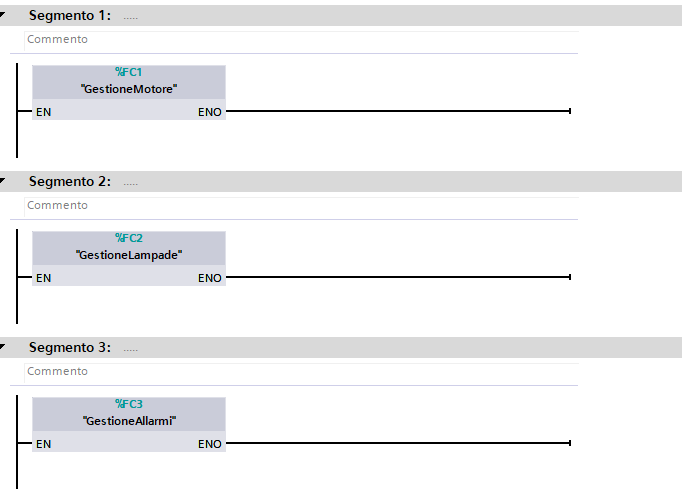 Segmento 1: .....
Commento
%FC1
"GestioneMotore"
EN ENO
Segmento 2: .....
Commento
%FC2
"GestioneLampade"
EN ENO
Segmento 3: .....
Commento
%FC3
"GestioneAllarmi"
EN ENO